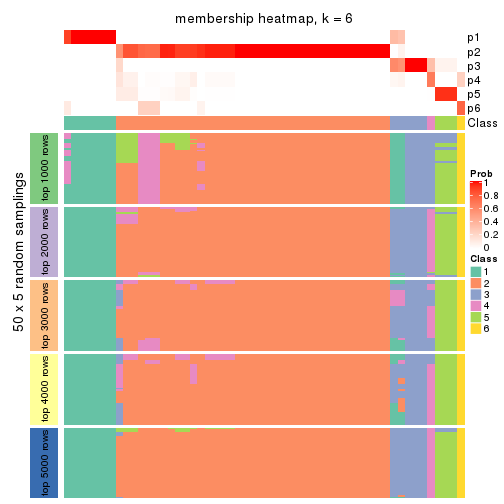 membership heatmap, k = 6
p1
p2
p3
p4
p5
p6
Class
50 x 5 random samplings
top 1000 rows
top 2000 rows
top 3000 rows
top 4000 rows
top 5000 rows
Prob
1
0.8
0.6
0.4
0.2
0
Class
1
2
3
4
5
6